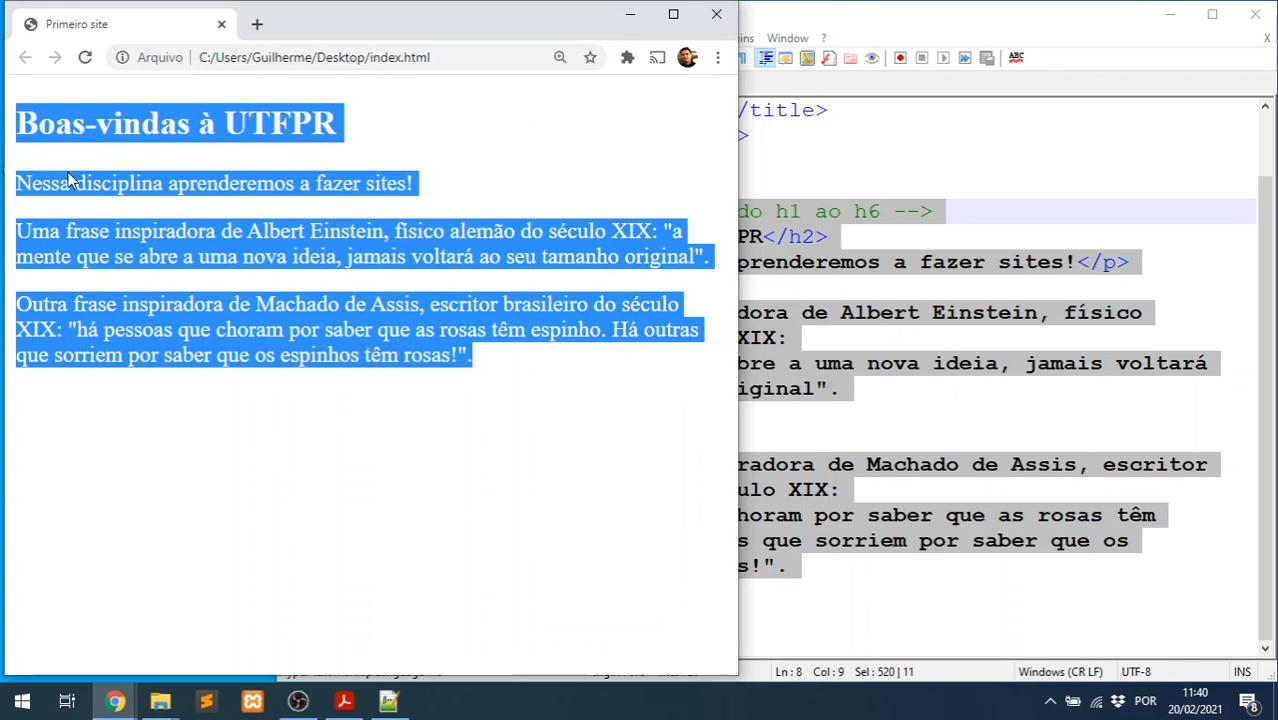 Primeiro site
Arquivo
C:/Users/Guilherme/Desktop/index.html
Boas-vindas à UTFPR
Nessa disciplina aprenderemos a fazer sites!
Uma frase inspiradora de Albert Einstein, físico alemão do século XIX: "a
mente que se abre a uma nova ideia, jamais voltará ao seu tamanho original".
Outra frase inspiradora de Machado de Assis, escritor brasileiro do século
XIX: "há pessoas que choram por saber que as rosas têm espinho. Há outras
que sorriem por saber que os espinhos têm rosas!".
Window ?
X
ABC
/title>
>
do h1 ao h6 -->
PR</h2>
prenderemos a fazer sites!</p>
dora de Albert Einstein, físico
XIX:
bre a uma nova ideia, jamais voltará
iginal".
radora de Machado de Assis, escritor
ulo XIX:
horam por saber que as rosas têm
s que sorriem por saber que os
s!".
Ln : 8 Col : 9 Sel : 520 | 11
Windows (CR LF)
UTF-8
INS
POR
11:40
20/02/2021
8